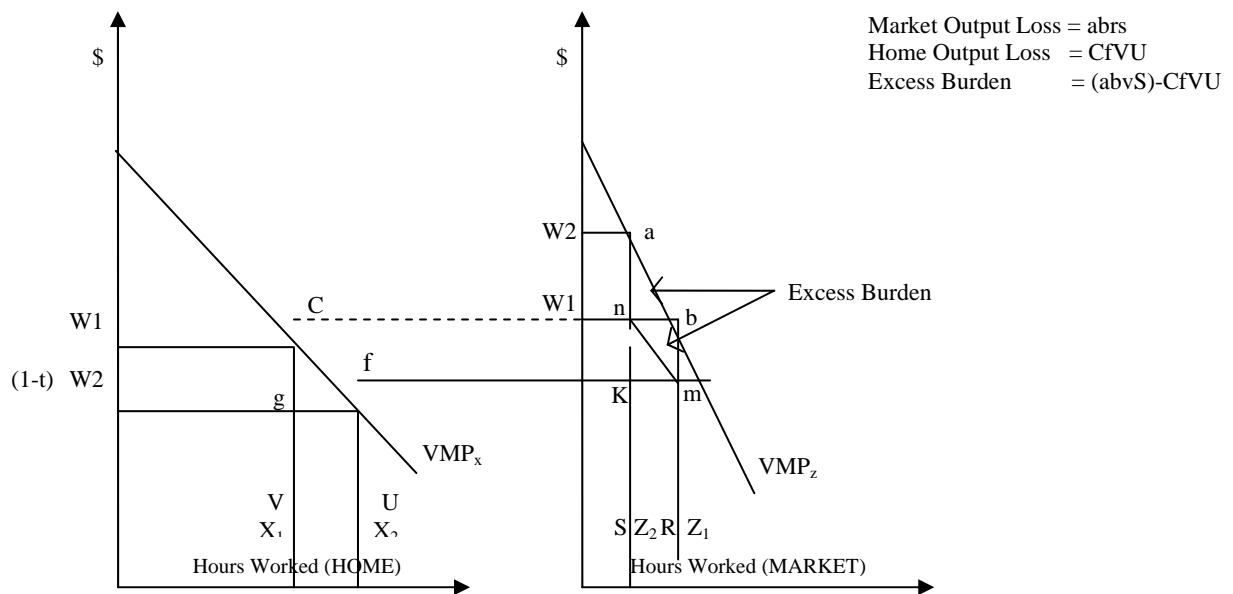 Market Output Loss = abrs
Home Output Loss = CfVU
Excess Burden = (abvS)-CfVU
$
$
W2
a
Excess Burden
W1
n
b
C
W1
f
(1-t) W2
K
m
g
VMPx
VMPz
V
U
X1
X2
S
Z2
R
Z1
Hours Worked (HOME)
Hours Worked (MARKET)